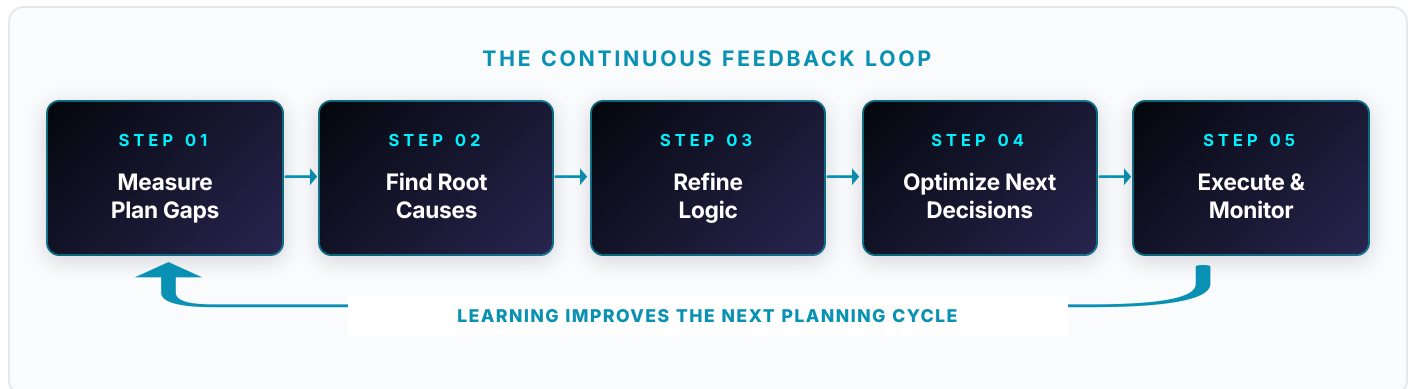 THE CONTINUOUS FEEDBACK LOOP
STEP 01
Measure
Plan Gaps
STEP 02
Find Root
Causes
STEP 03
Refine
Logic
STEP 04
Optimize Next
Decisions
STEP 05
Execute &
Monitor
LEARNING IMPROVES THE NEXT PLANNING CYCLE